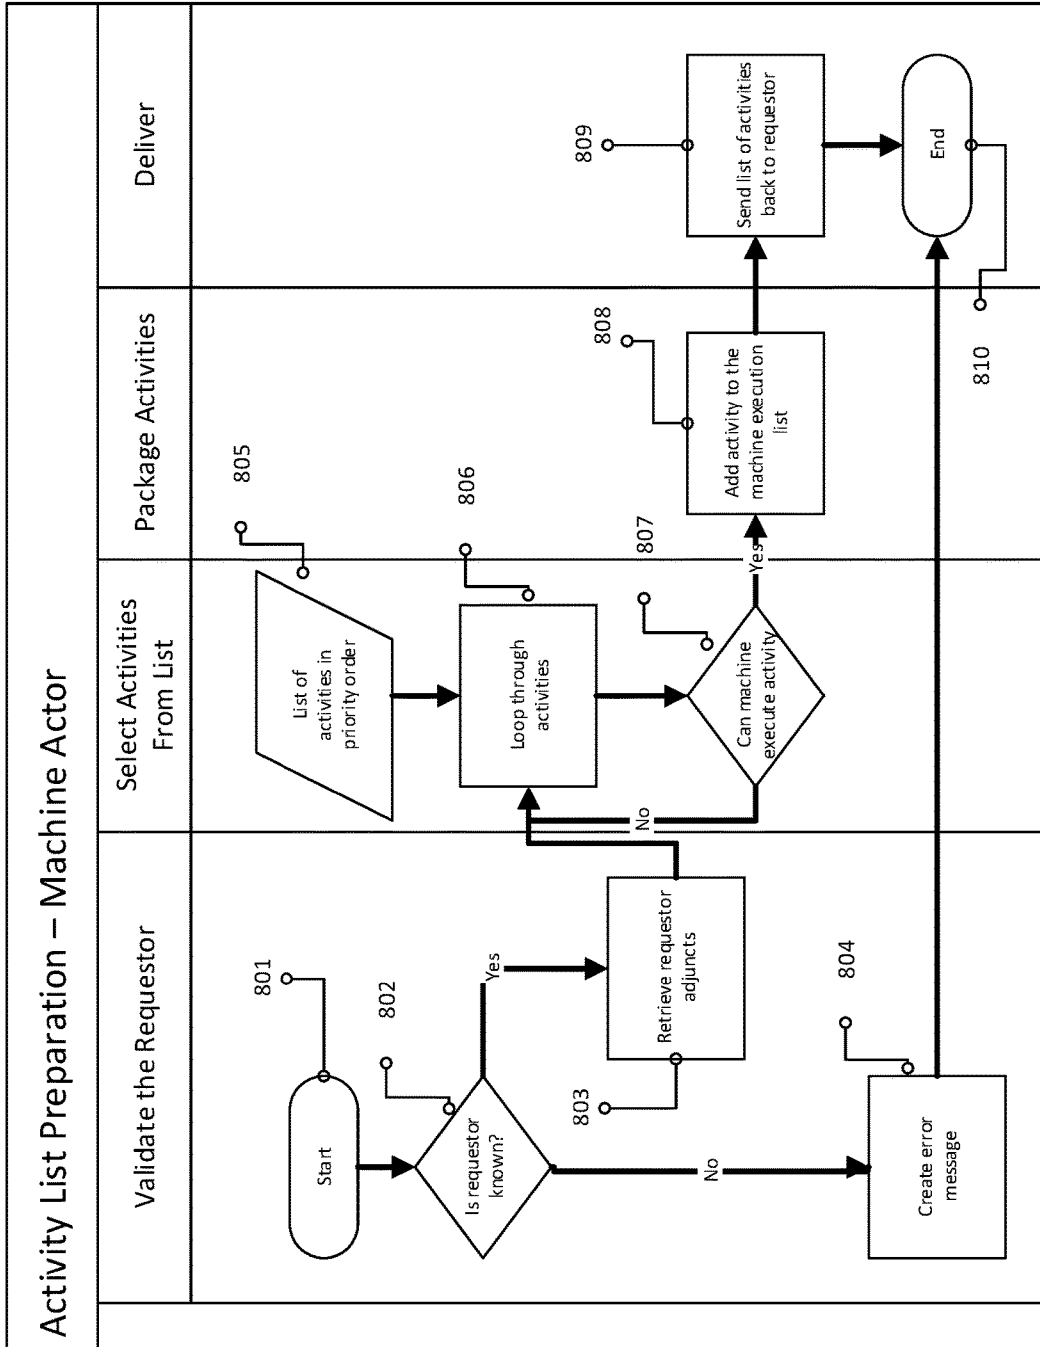 Activity List Preparation – Machine Actor
Validate the Requestor
Select Activities
From List
Package Activities
Deliver
801
Start
802
Is requestor
known?
Yes
No
803
Retrieve requestor
adjuncts
804
Create error
message
805
List of
activities in
priority order
806
Loop through
activities
807
Can machine
execute activity
No
Yes
808
Add activity to the
machine execution
list
809
Send list of activities
back to requestor
End
810